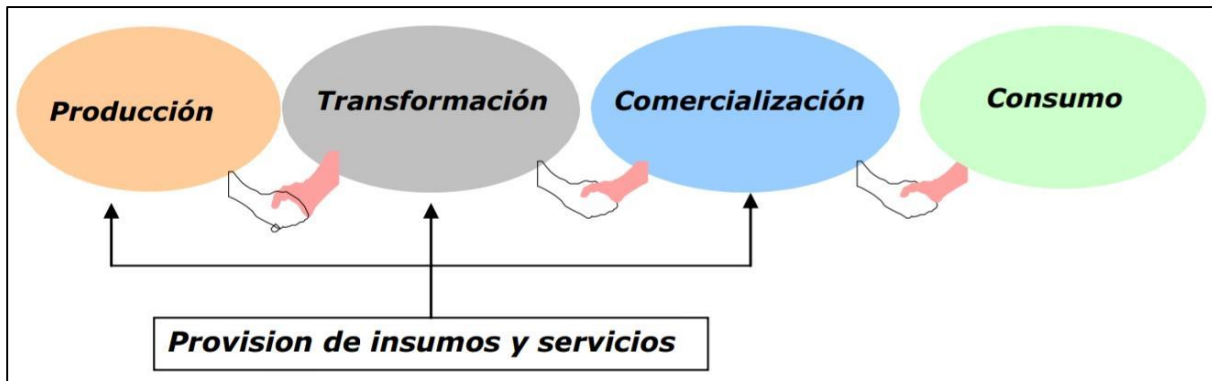 Producción
Transformación
Comercialización
Consumo
Provision de insumos y servicios